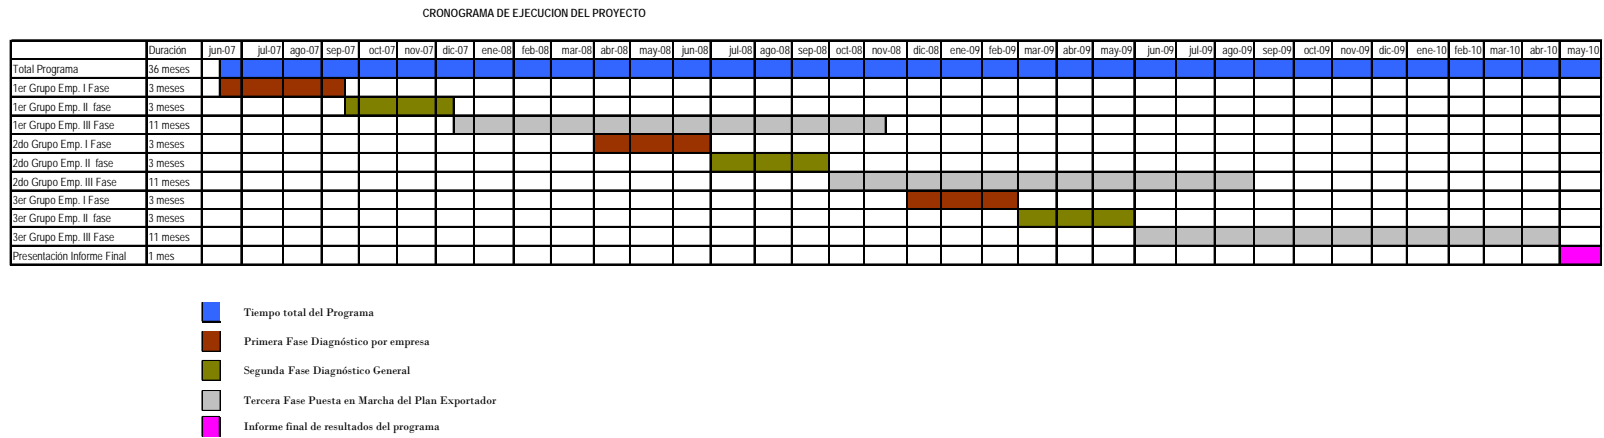 CRONOGRAMA DE EJECUCION DEL PROYECTO
Duración jun-07 jul-07 ago-07 sep-07 oct-07 nov-07 dic-07 ene-08 feb-08 mar-08 abr-08 may-08 jun-08 jul-08 ago-08 sep-08 oct-08 nov-08 dic-08 ene-09 feb-09 mar-09 abr-09 may-09 jun-09 jul-09 ago-09 sep-09 oct-09 nov-09 dic-09 ene-10 feb-10 mar-10 abr-10 may-10
Total Programa 36 meses
1er Grupo Emp. I Fase 3 meses
1er Grupo Emp. II fase 3 meses
1er Grupo Emp. III Fase 11 meses
2do Grupo Emp. I Fase 3 meses
2do Grupo Emp. II fase 3 meses
2do Grupo Emp. III Fase 11 meses
3er Grupo Emp. I Fase 3 meses
3er Grupo Emp. II fase 3 meses
3er Grupo Emp. III Fase 11 meses
Presentación Informe Final 1 mes
Tiempo total del Programa
Primera Fase Diagnóstico por empresa
Segunda Fase Diagnóstico General
Tercera Fase Puesta en Marcha del Plan Exportador
Informe final de resultados del programa